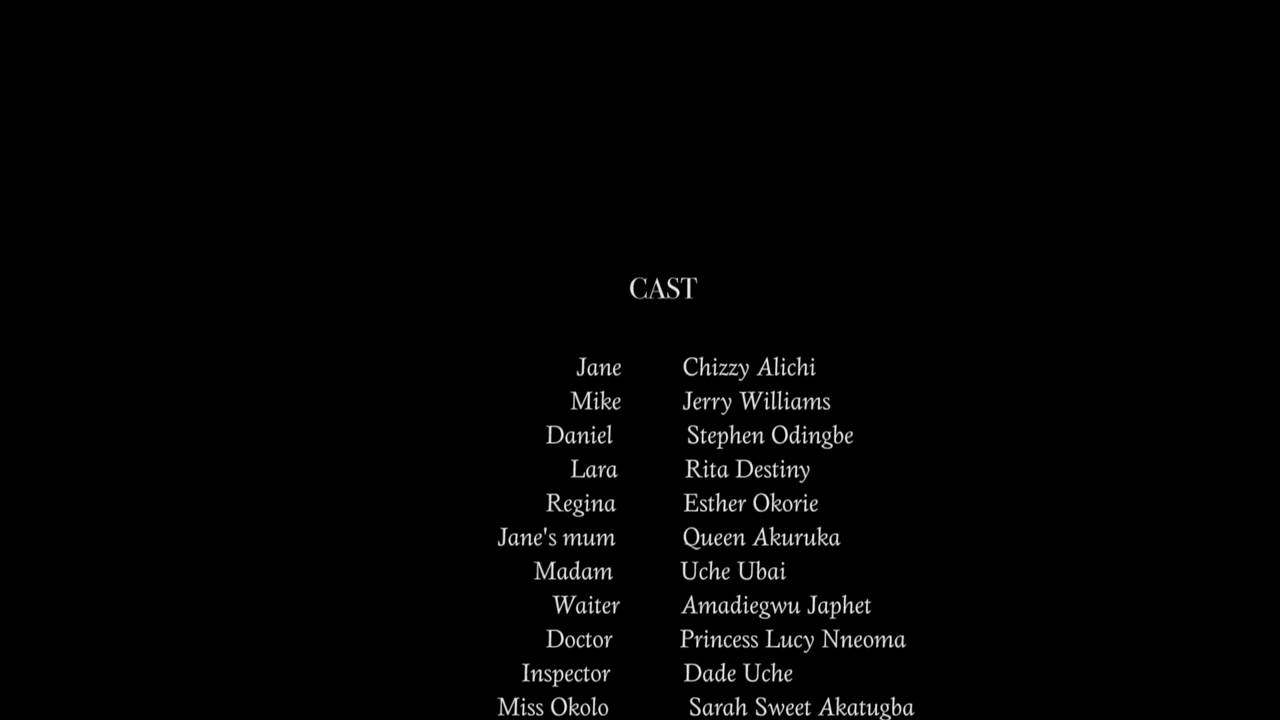 CAST
Jane Chizzy Alichi
Mike Jerry Williams
Daniel Stephen Odingbe
Lara Rita Destiny
Regina Esther Okorie
Jane's mum Queen Akuruka
Madam Uche Ubai
Waiter Amadiegwu Japhet
Doctor Princess Lucy Nneoma
Inspector Dade Uche
Miss Okolo Sarah Sweet Akatugba